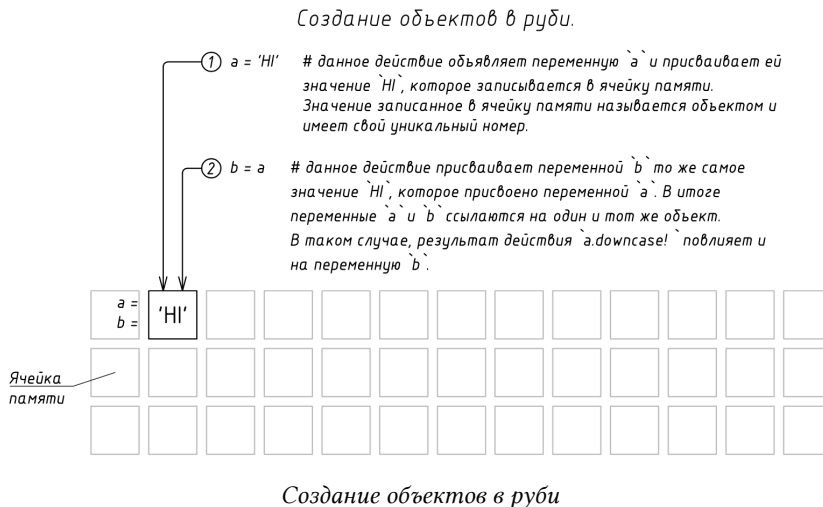 Создание объектов в руби.
1 a = 'HI' # данное действие объявляет переменную `a` и присваивает ей
значение `HI`, которое записывается в ячейку памяти.
Значение записанное в ячейку памяти называется объектом и
имеет свой уникальный номер.
2 b = a # данное действие присваивает переменной `b` то же самое
значение `HI`, которое присвоено переменной `a`. В итоге
переменные `a` и `b` ссылаются на один и тот же объект.
В таком случае, результат действия `a.downcase! ` повлияет и
на переменную `b`.
a =
b =
'HI'
Ячейка
памяти
Создание объектов в руби